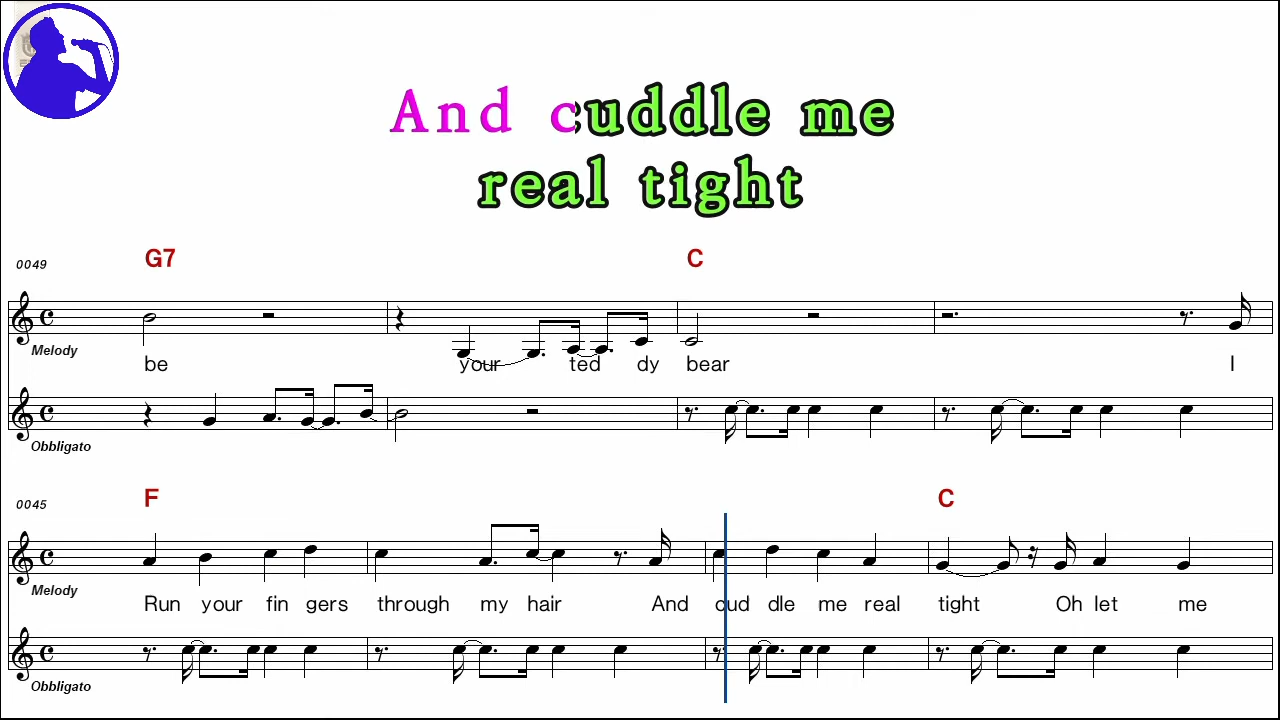 And cuddle me
real tight
G7 C
0049
Melody
be your ted dy bear I
Obbligato
F C
0045
Melody
Run your fin gers through my hair And cud dle me real tight Oh let me
Obbligato